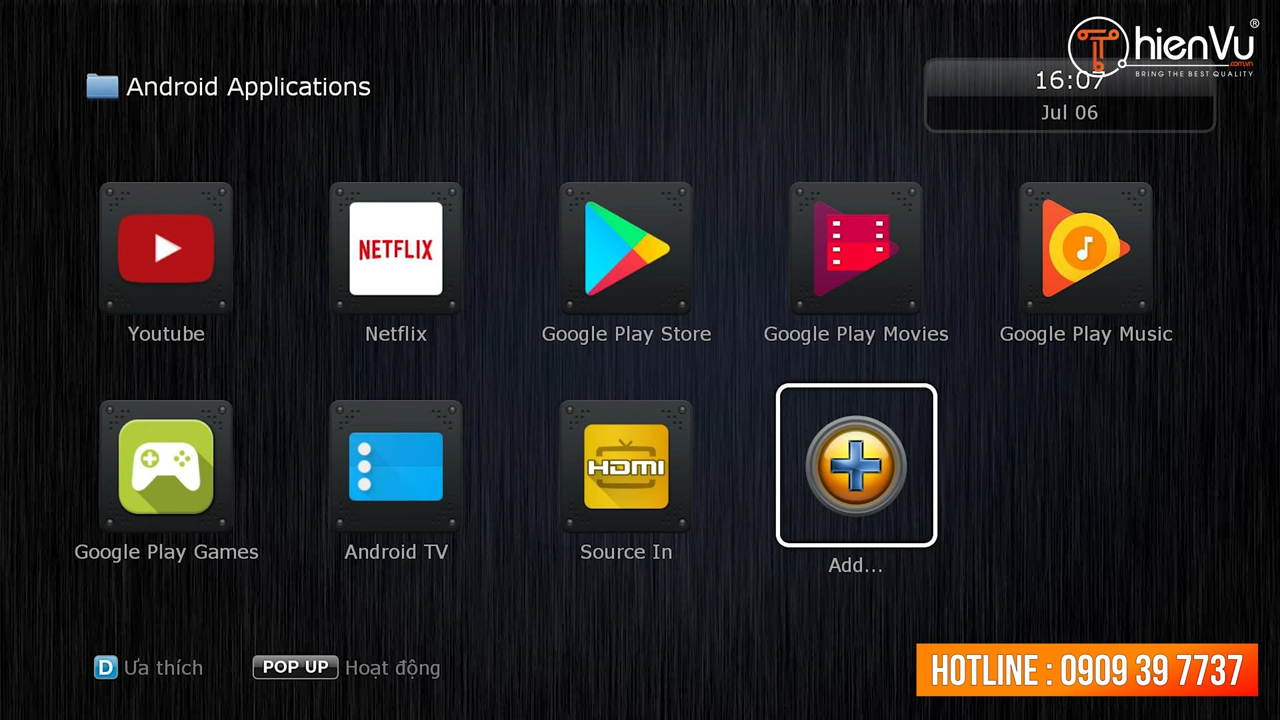 ThienVu®
.com.vn
BRING THE BEST QUALITY
Android Applications
16:07
Jul 06
NETFLIX
Youtube
Netflix
Google Play Store
Google Play Movies
Google Play Music
HDMI
Google Play Games
Android TV
Source In
Add...
D Ưa thích
POP UP Hoạt động
HOTLINE : 0909 39 7737